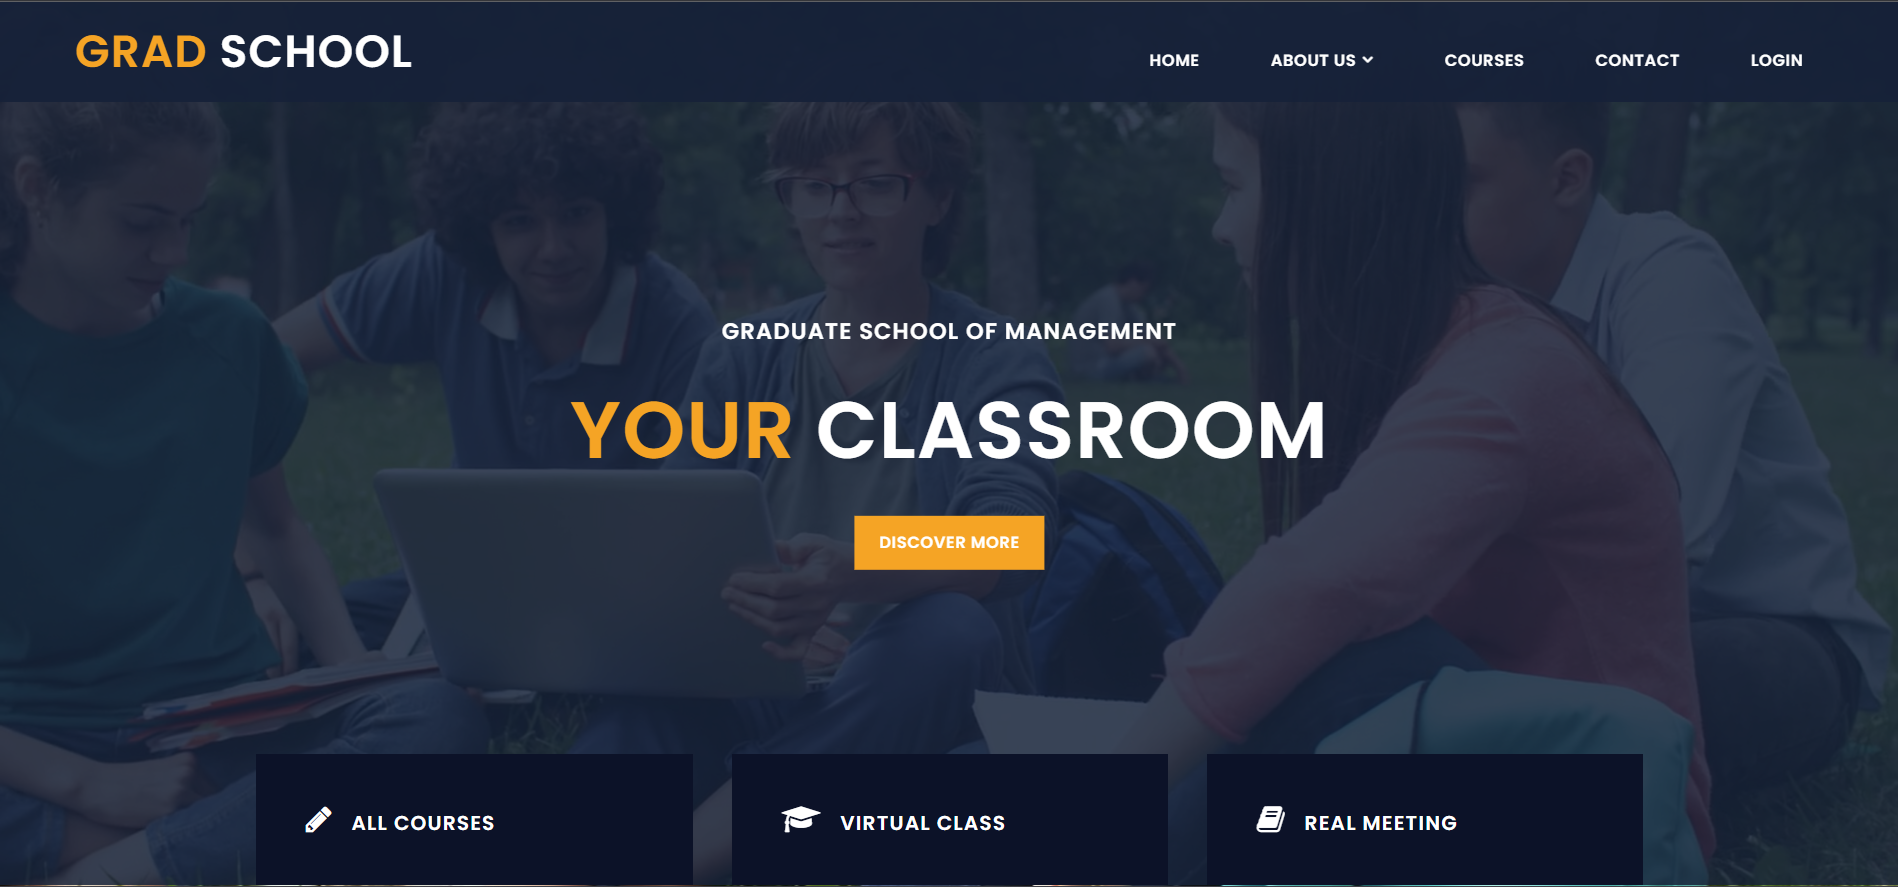 GRAD SCHOOL
HOME
ABOUT US
COURSES
CONTACT
LOGIN
GRADUATE SCHOOL OF MANAGEMENT
YOUR CLASSROOM
DISCOVER MORE
ALL COURSES
VIRTUAL CLASS
REAL MEETING